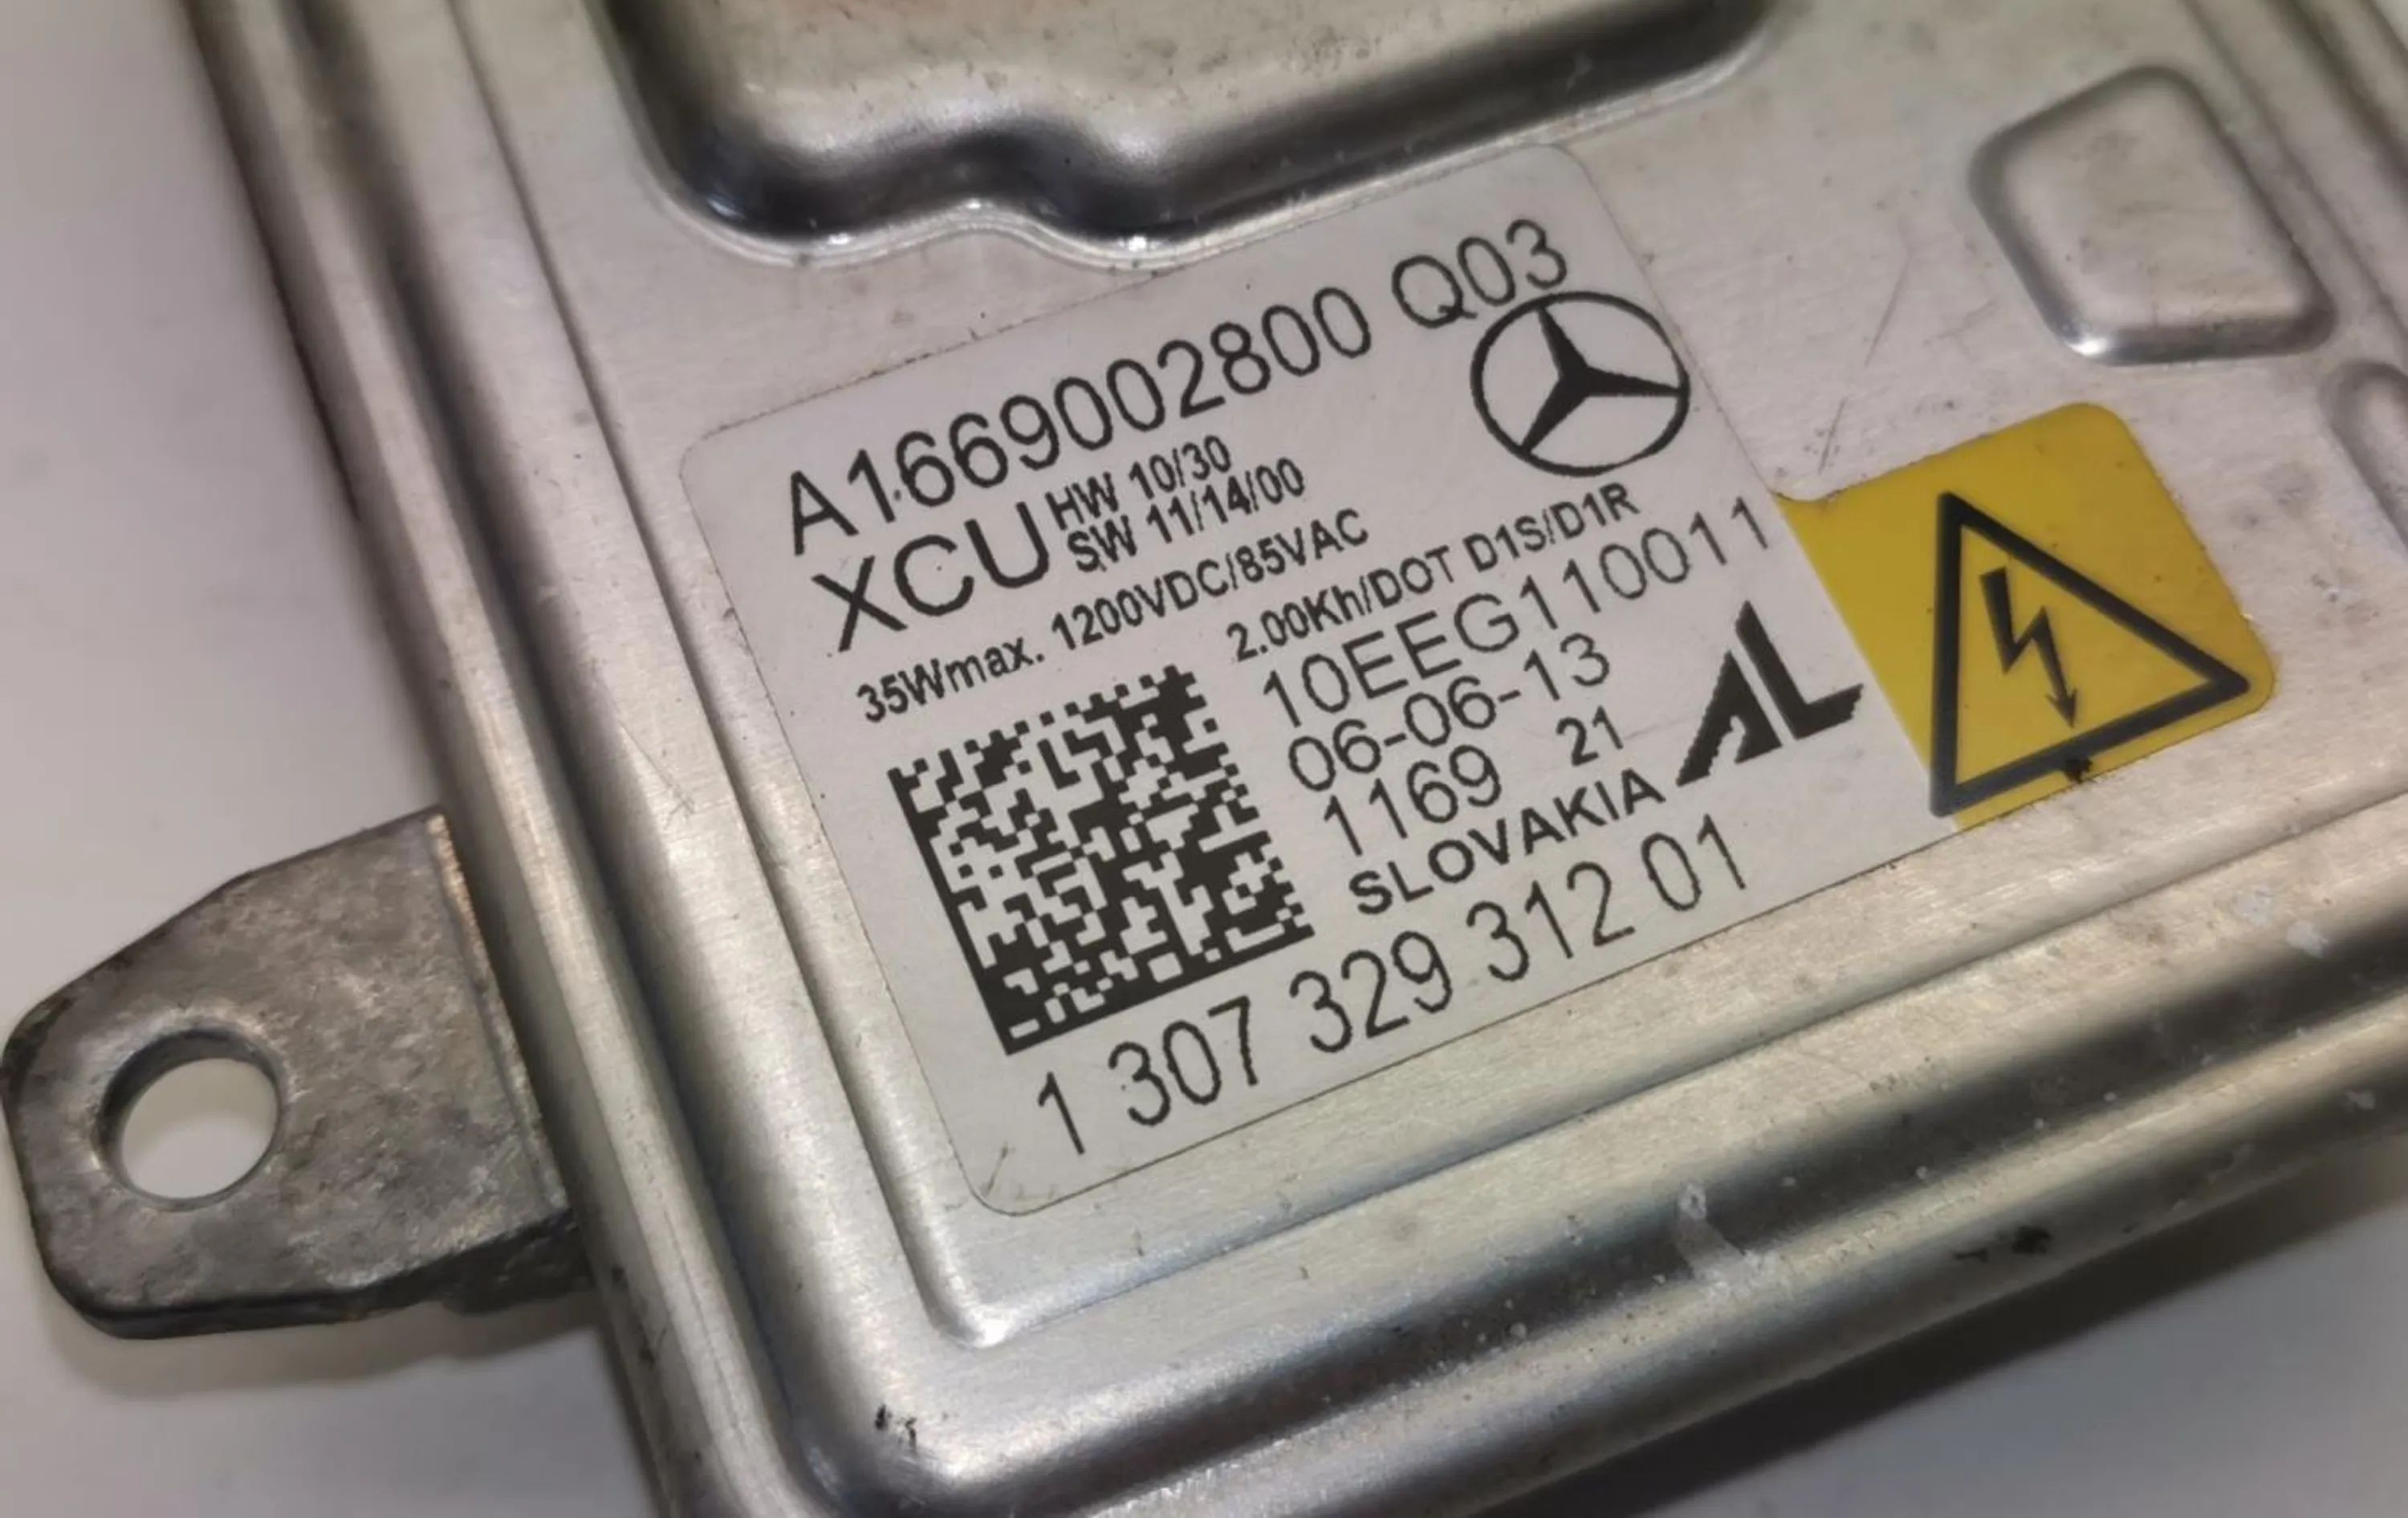 A1669002800 Q03
XCU HW 10/30
SW 11/14/00
35Wmax. 1200VDC/85VAC
2.00Kh/DOT D1S/D1R
10EEG110011
06-06-13
1169 21
SLOVAKIA AL
1 307 329 312 01